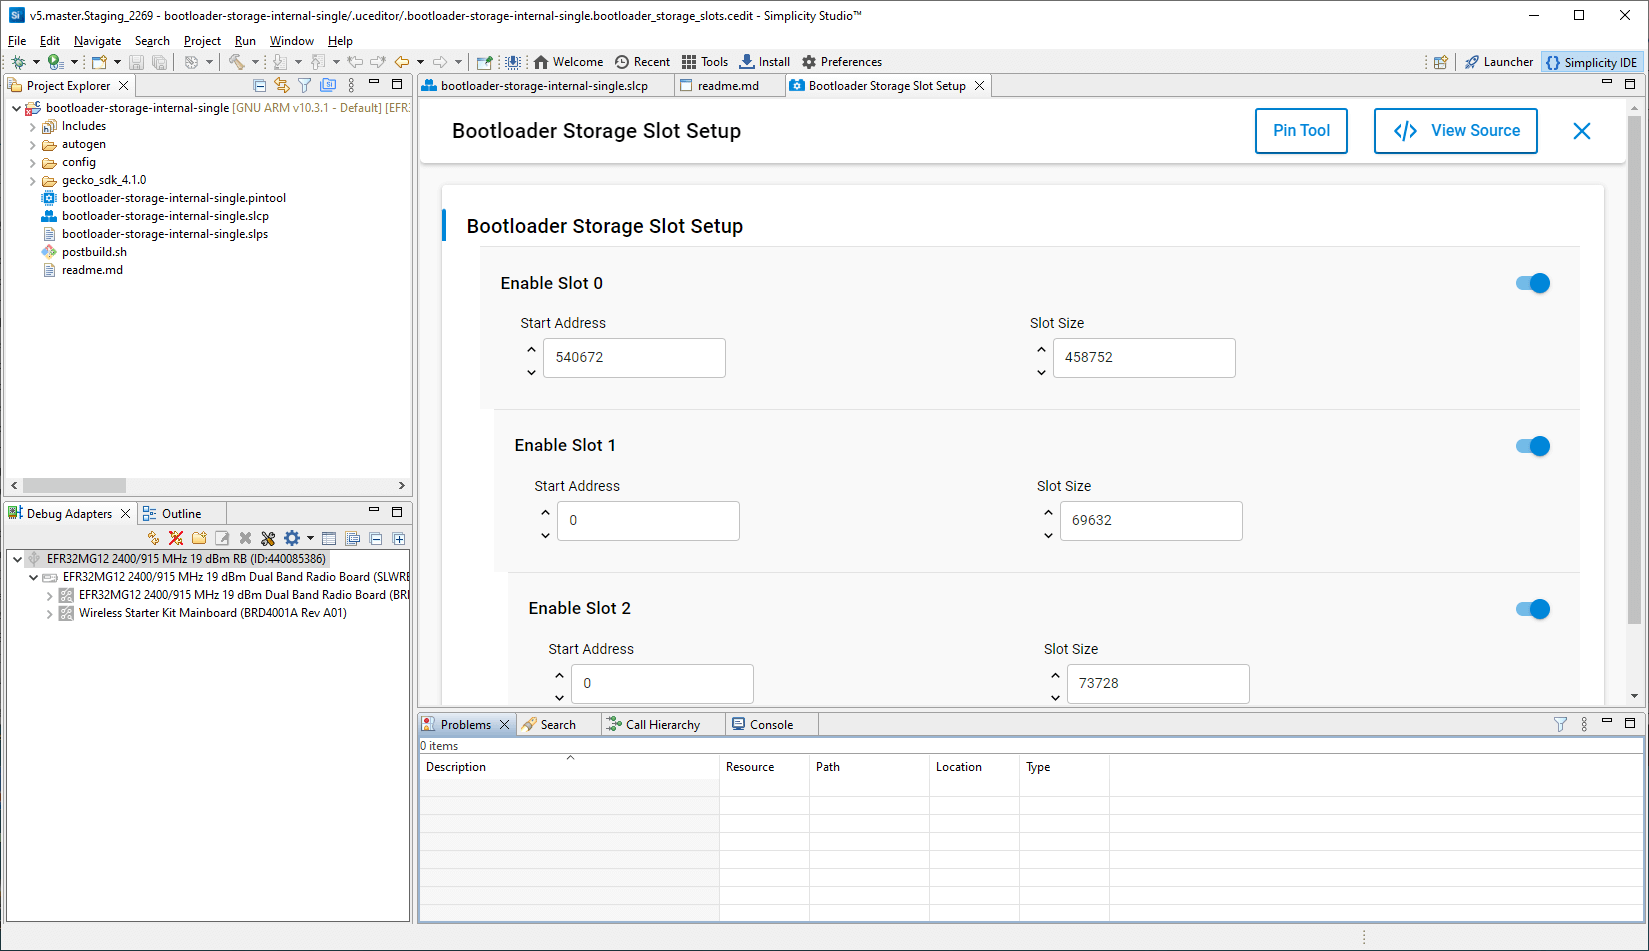 v5.master.Staging_2269 - bootloader-storage-internal-single/.uceditor/.bootloader-storage-internal-single.bootloader_storage_slots.cedit - Simplicity Studio™
File Edit Navigate Search Project Run Window Help
Welcome Recent Tools Install Preferences Launcher Simplicity IDE
Project Explorer
bootloader-storage-internal-single [GNU ARM v10.3.1 - Default] [EFR3
Includes
autogen
config
gecko_sdk_4.1.0
bootloader-storage-internal-single.pintool
bootloader-storage-internal-single.slcp
bootloader-storage-internal-single.slps
postbuild.sh
readme.md
Debug Adapters Outline
EFR32MG12 2400/915 MHz 19 dBm RB (ID:440085386)
EFR32MG12 2400/915 MHz 19 dBm Dual Band Radio Board (SLWRB
EFR32MG12 2400/915 MHz 19 dBm Dual Band Radio Board (BRI
Wireless Starter Kit Mainboard (BRD4001A Rev A01)
bootloader-storage-internal-single.slcp readme.md Bootloader Storage Slot Setup
Bootloader Storage Slot Setup
Pin Tool
View Source
Bootloader Storage Slot Setup
Enable Slot 0
Start Address Slot Size
540672 458752
Enable Slot 1
Start Address Slot Size
0 69632
Enable Slot 2
Start Address Slot Size
0 73728
Problems Search Call Hierarchy Console
0 items
Description Resource Path Location Type